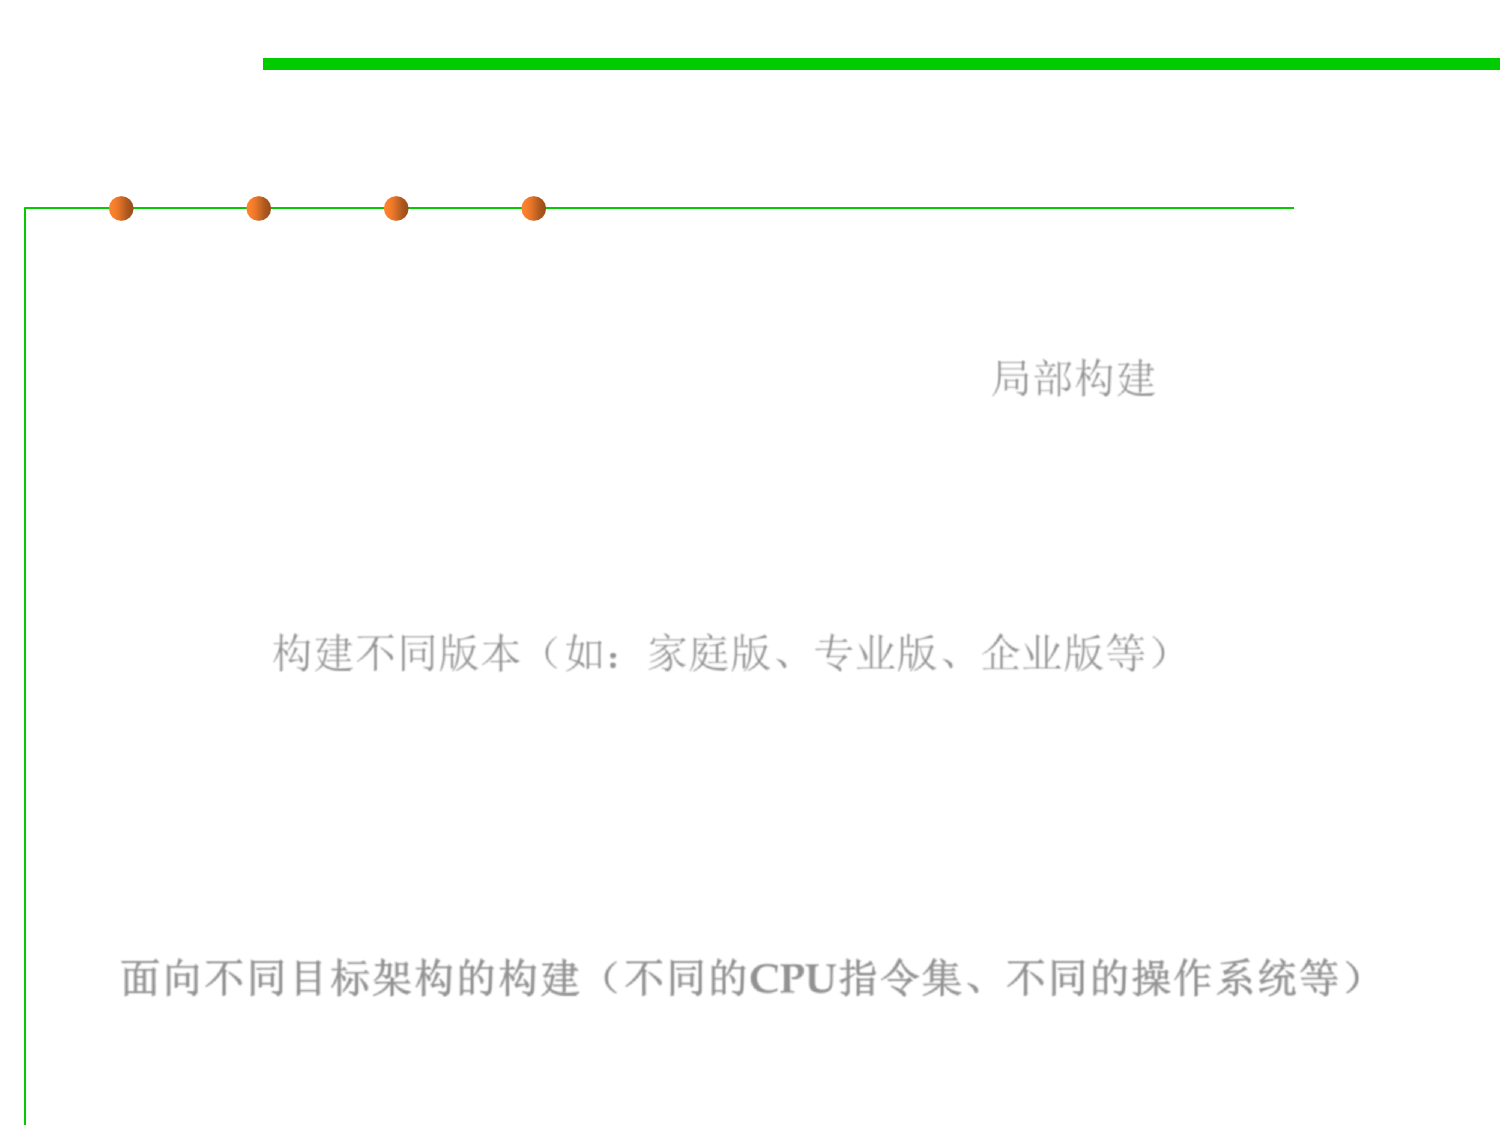 局部构建
构建不同版本（如：家庭版、专业版、企业版等）
面向不同目标架构的构建（不同的CPU指令集、不同的操作系统等）